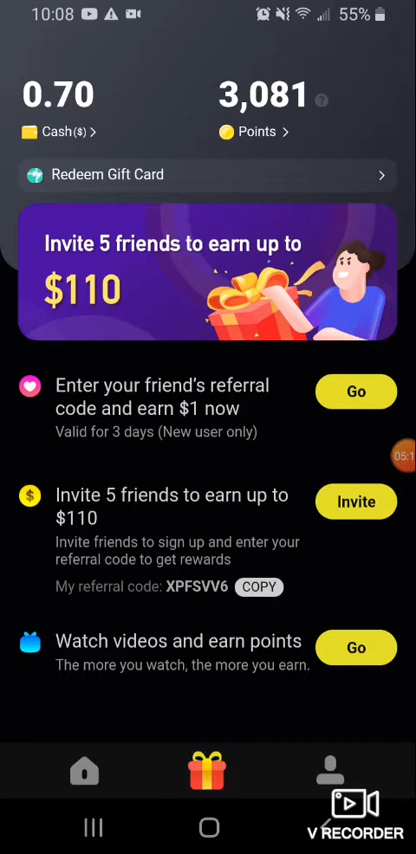 10:08
55%
0.70
3,081
Cash($)
Points
Redeem Gift Card
Invite 5 friends to earn up to
$110
Enter your friend's referral
code and earn $1 now
Go
Valid for 3 days (New user only)
05:1
Invite 5 friends to earn up to
$110
Invite
Invite friends to sign up and enter your
referral code to get rewards
My referral code: XPFSVV6 COPY
Watch videos and earn points
Go
The more you watch, the more you earn.
V RECORDER